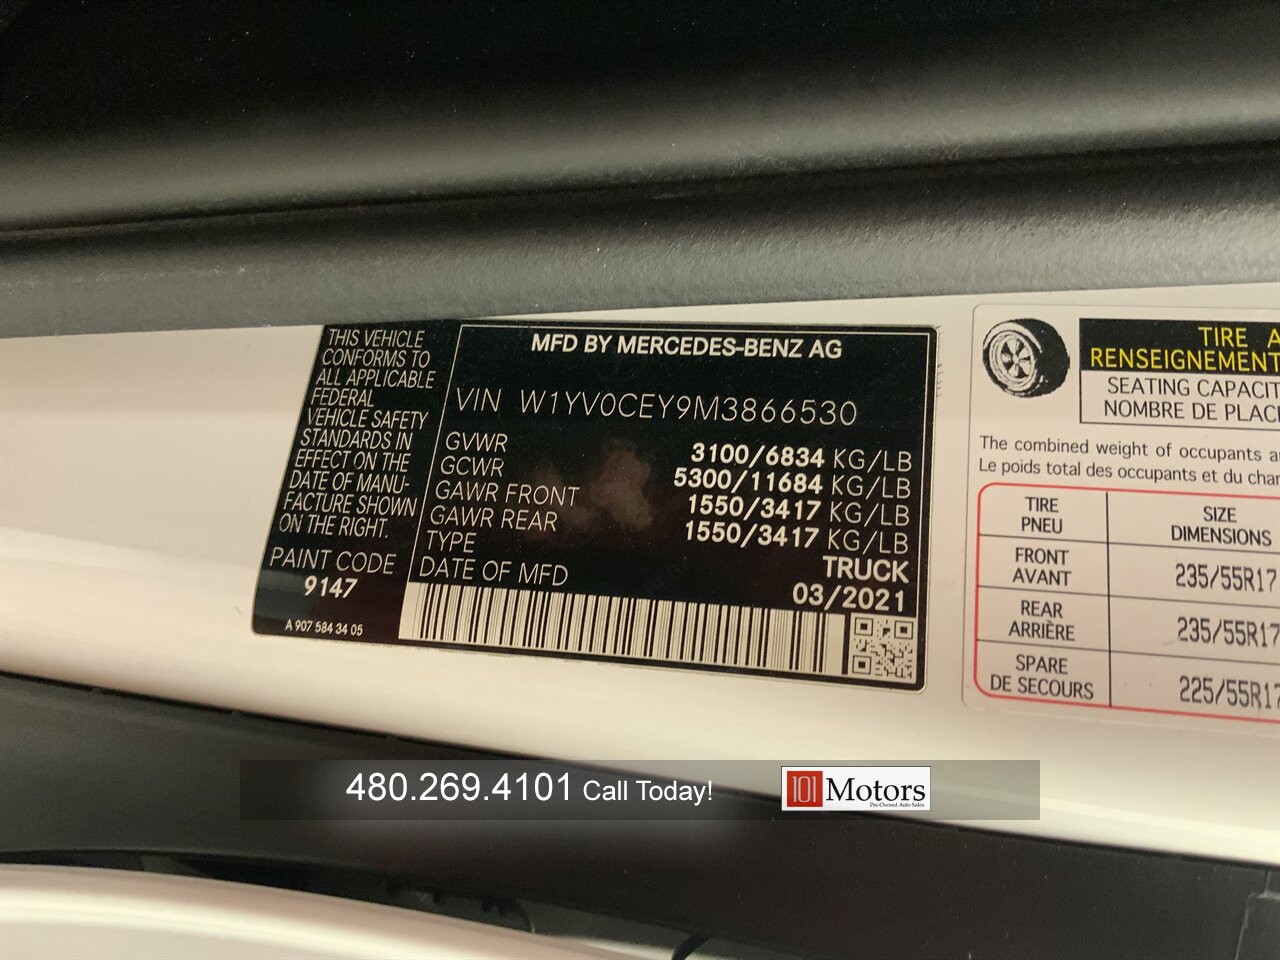 THIS VEHICLE
CONFORMS TO
ALL APPLICABLE
FEDERAL
VEHICLE SAFETY
STANDARDS IN
EFFECT ON THE
DATE OF MANU-
FACTURE SHOWN
ON THE RIGHT.
PAINT CODE
9147
A 907 584 34 05
MFD BY MERCEDES-BENZ AG
VIN W1YV0CEY9M3866530
GVWR 3100/6834 KG/LB
GCWR 5300/11684 KG/LB
GAWR FRONT 1550/3417 KG/LB
GAWR REAR 1550/3417 KG/LB
TYPE TRUCK
DATE OF MFD 03/2021
TIRE A
RENSEIGNEMENT
SEATING CAPACIT
NOMBRE DE PLAC
The combined weight of occupants a
Le poids total des occupants et du char
TIRE
PNEU
SIZE
DIMENSIONS
FRONT
AVANT
235/55R17
REAR
ARRIÈRE
235/55R17
SPARE
DE SECOURS
225/55R17
480.269.4101 Call Today!
101 Motors
Pre-Owned Auto Sales